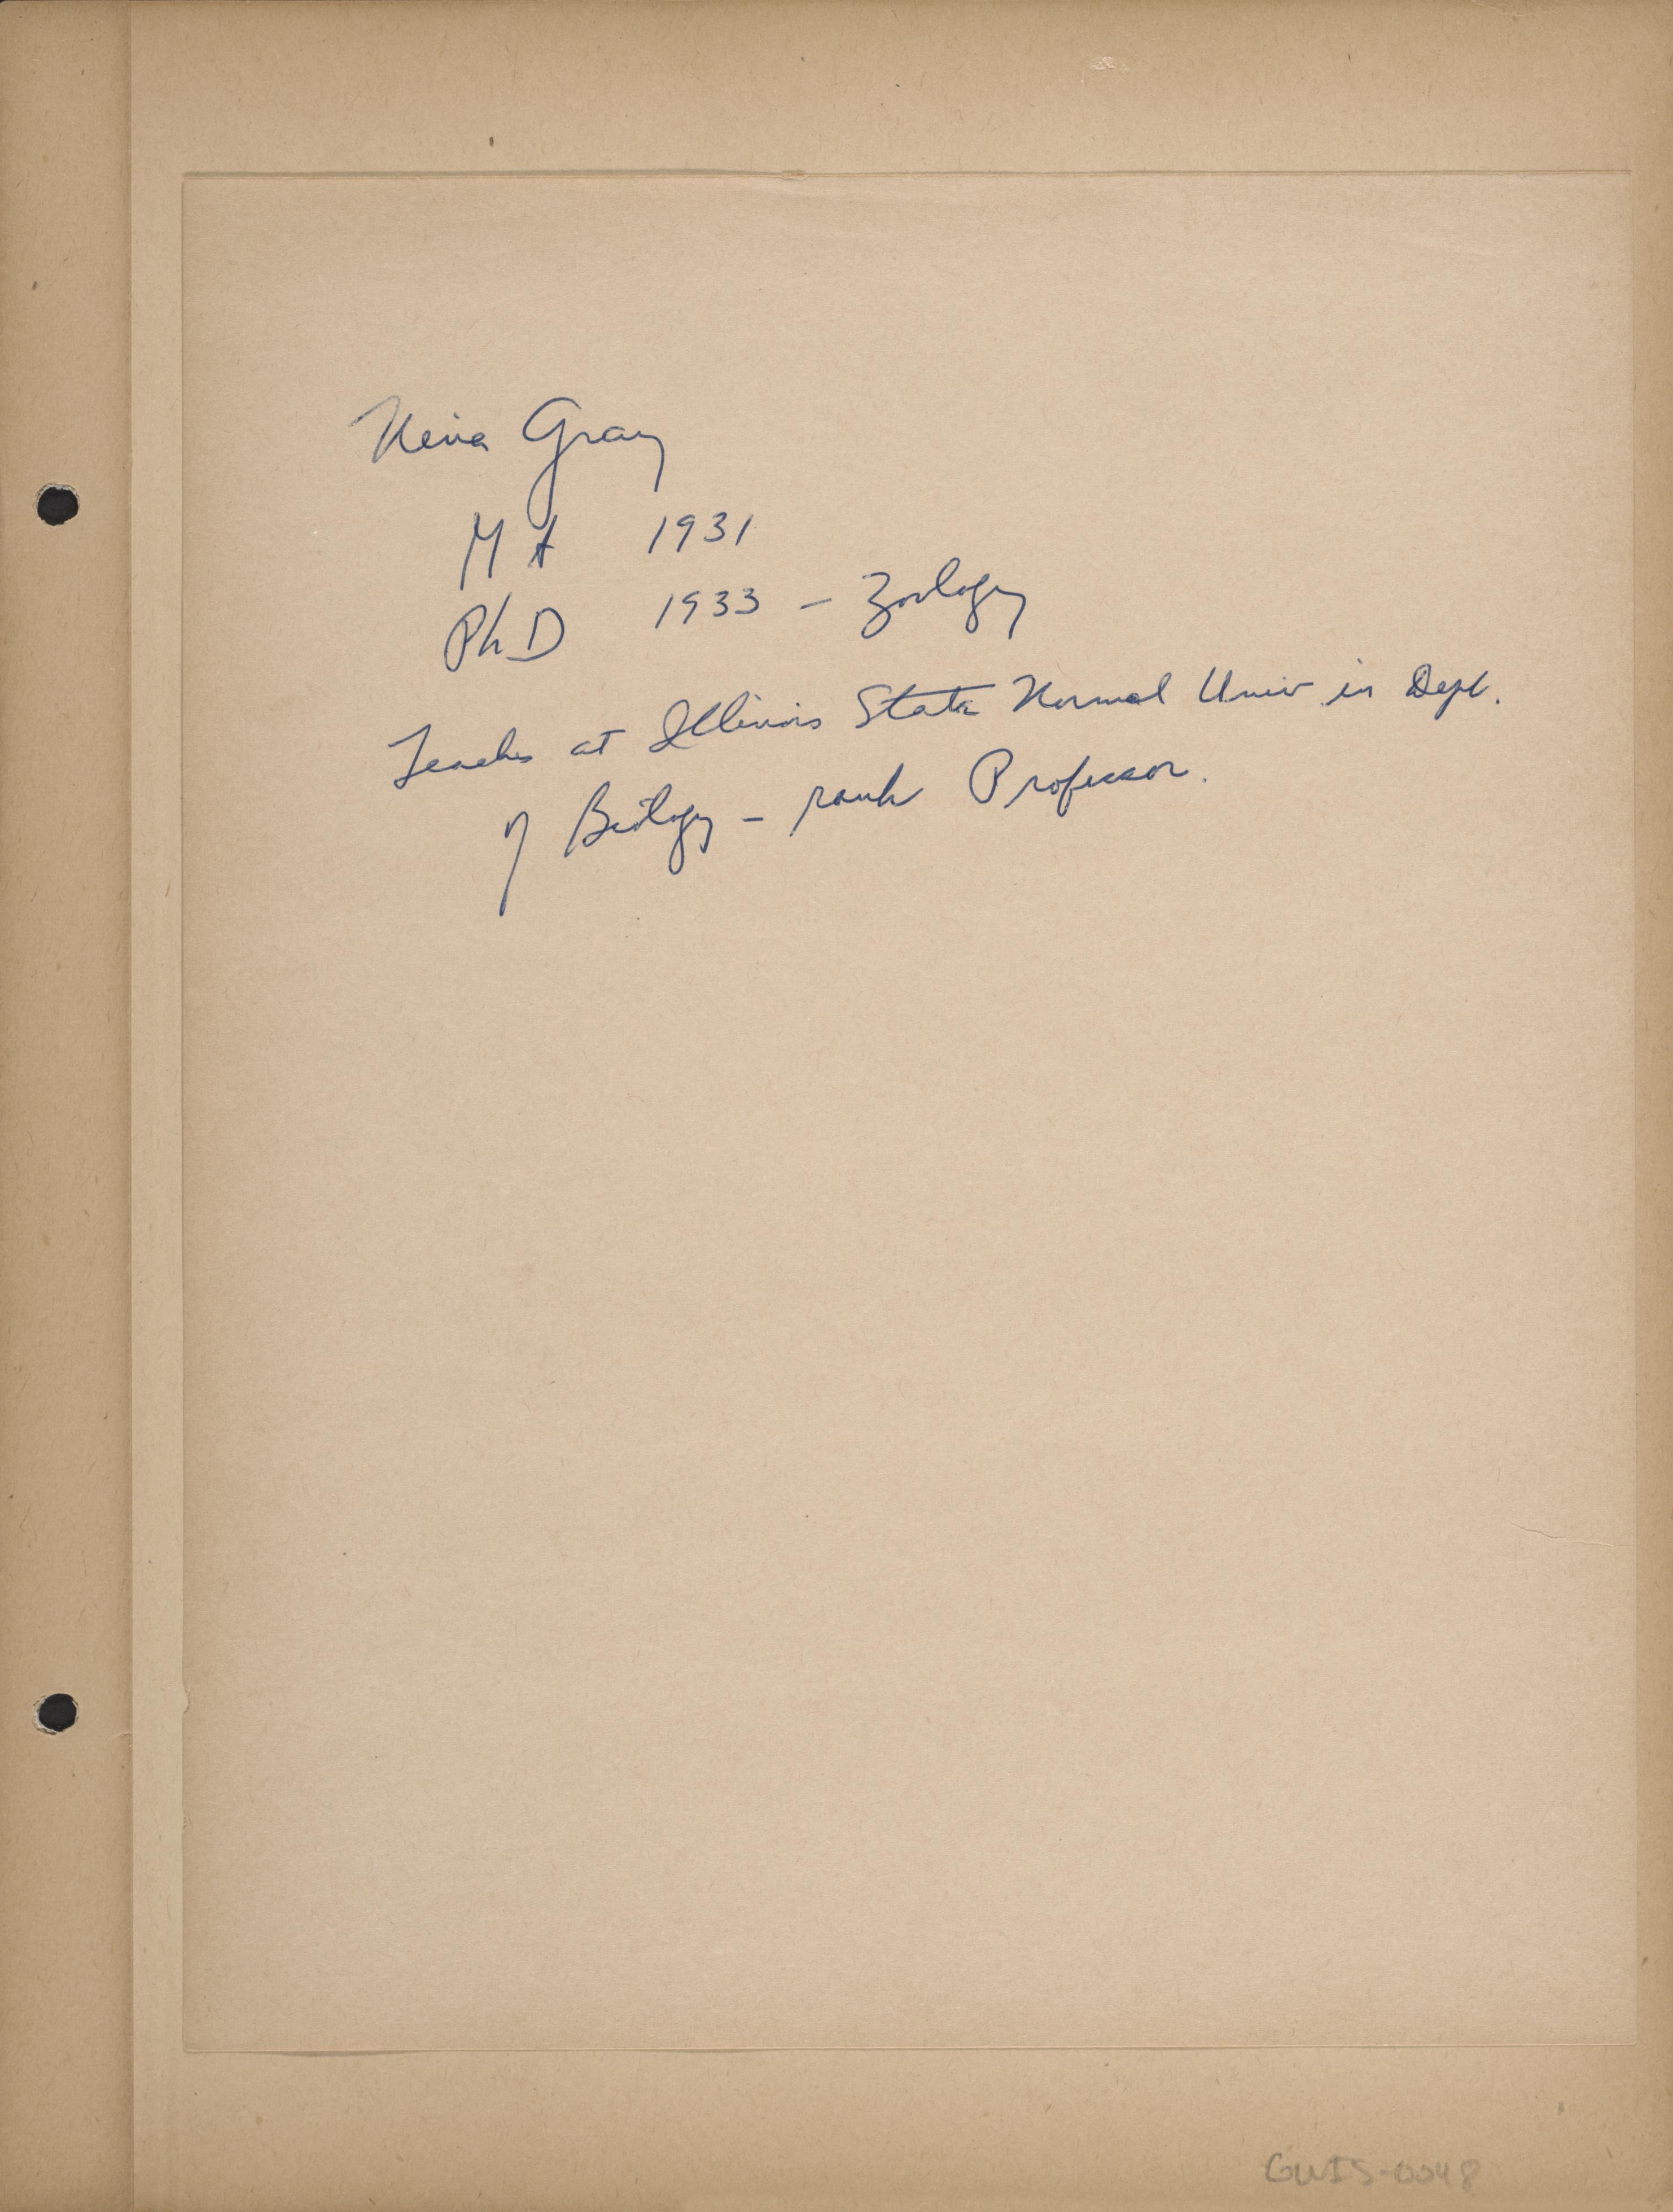 Nina Gray
MA 1931
PhD 1933 - Zoology
Teaches at Illinois State Normal Univ in Dept.
of Biology - rank Professor.
GWIS-0048